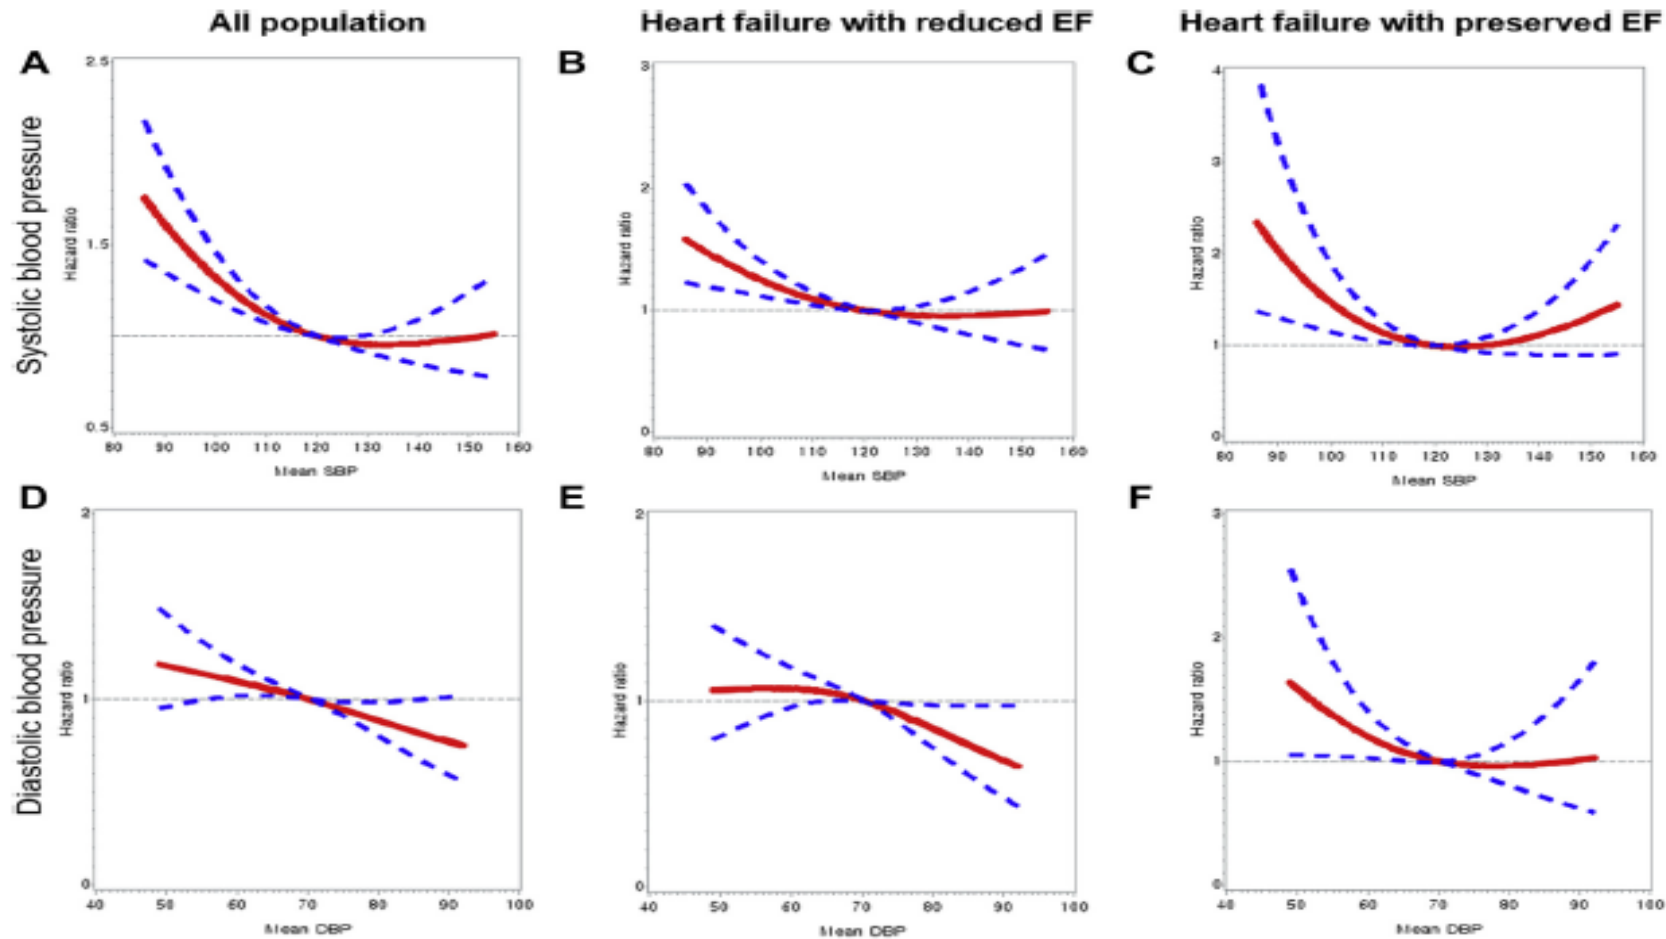 All population
Heart failure with reduced EF
Heart failure with preserved EF
A
B
C
Systolic blood pressure
Hazard ratio
2.5
1.5
0.5
80 90 100 110 120 130 140 150 160
Mean SBP
Hazard ratio
3
2
1
0
80 90 100 110 120 130 140 150 160
Mean SBP
Hazard ratio
4
3
2
1
0
80 90 100 110 120 130 140 150 160
Mean SBP
D
E
F
Diastolic blood pressure
Hazard ratio
2
1
0
40 50 60 70 80 90 100
Mean DBP
Hazard ratio
2
1
0
40 50 60 70 80 90 100
Mean DBP
Hazard ratio
3
2
1
0
40 50 60 70 80 90 100
Mean DBP